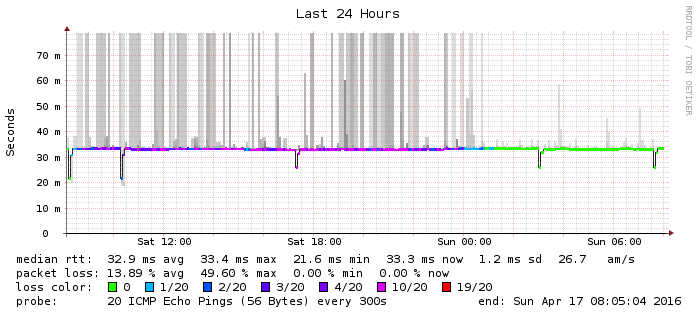 Last 24 Hours
RRDTOOL / TOBI OETIKER
Seconds
70 m
60 m
50 m
40 m
30 m
20 m
10 m
0
Sat 12:00 Sat 18:00 Sun 00:00 Sun 06:00
median rtt: 32.9 ms avg 33.4 ms max 21.6 ms min 33.3 ms now 1.2 ms sd 26.7 am/s
packet loss: 13.89 % avg 49.60 % max 0.00 % min 0.00 % now
loss color: 0 1/20 2/20 3/20 4/20 10/20 19/20
probe: 20 ICMP Echo Pings (56 Bytes) every 300s end: Sun Apr 17 08:05:04 2016